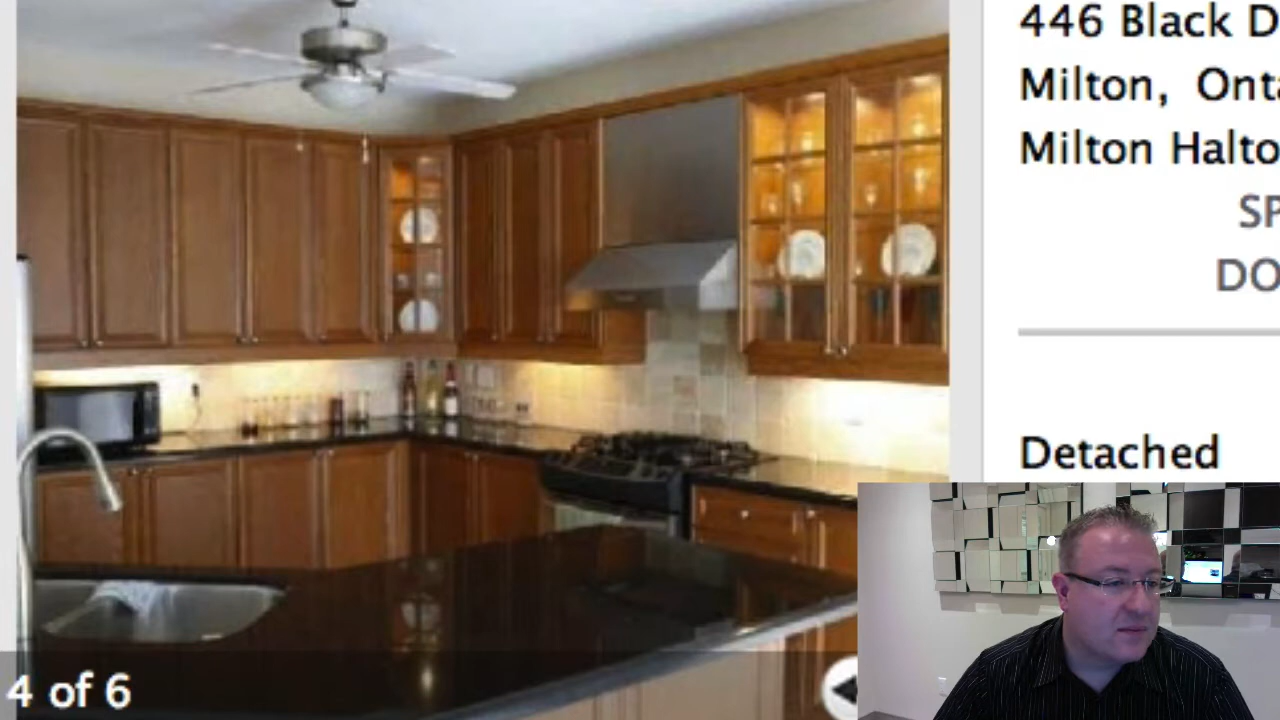 446 Black D
Milton, Onta
Milton Halto
SP
DO
Detached
4 of 6